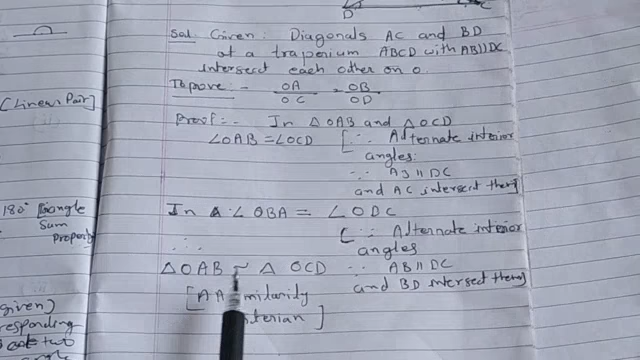 D
Sol. Given: Diagonals AC and BD
of a trapezium ABCD with AB||DC
intersect each other on O.
To prove:- OA/OC = OB/OD
Proof:- In △OAB and △OCD
∠OAB = ∠OCD [∵ Alternate interior
angles.
∵ AB || DC
and AC intersect them]
In ∠OBA = ∠ODC
(∵ Alternate interior
angles
∴
△OAB ~ △OCD ∵ AB || DC
and BD intersect them]
[AA
]
[Linear Pair]
180° 
Sum
Property
given)
responding
two